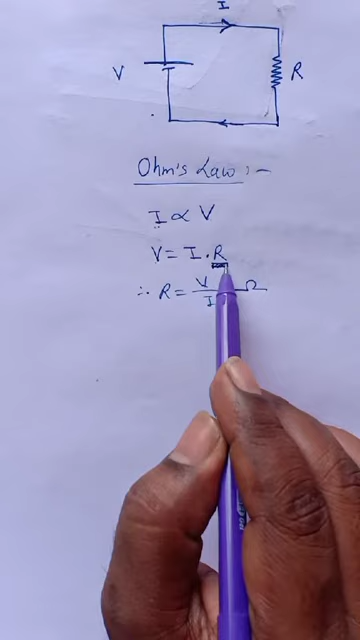 I
V
R
Ohm's Law :-
I ∝ V
V = I · R
∴ R = V/I Ω